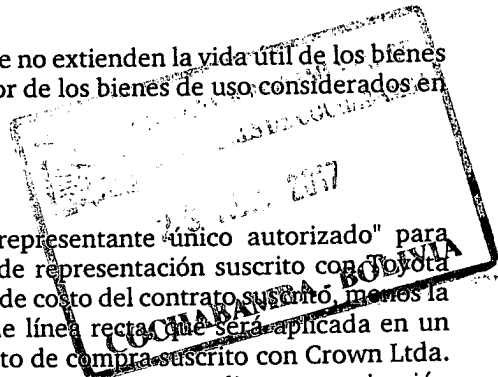 e no extienden la vida útil de los bienes
or de los bienes de uso considerados en
2017
representante único autorizado" para
de representación suscrito con Toyota
de costo del contrato suscrito, menos la
e línea recta, que será aplicada en un
to de compra suscrito con Crown Ltda.
COCHABAMBA BOLIVIA